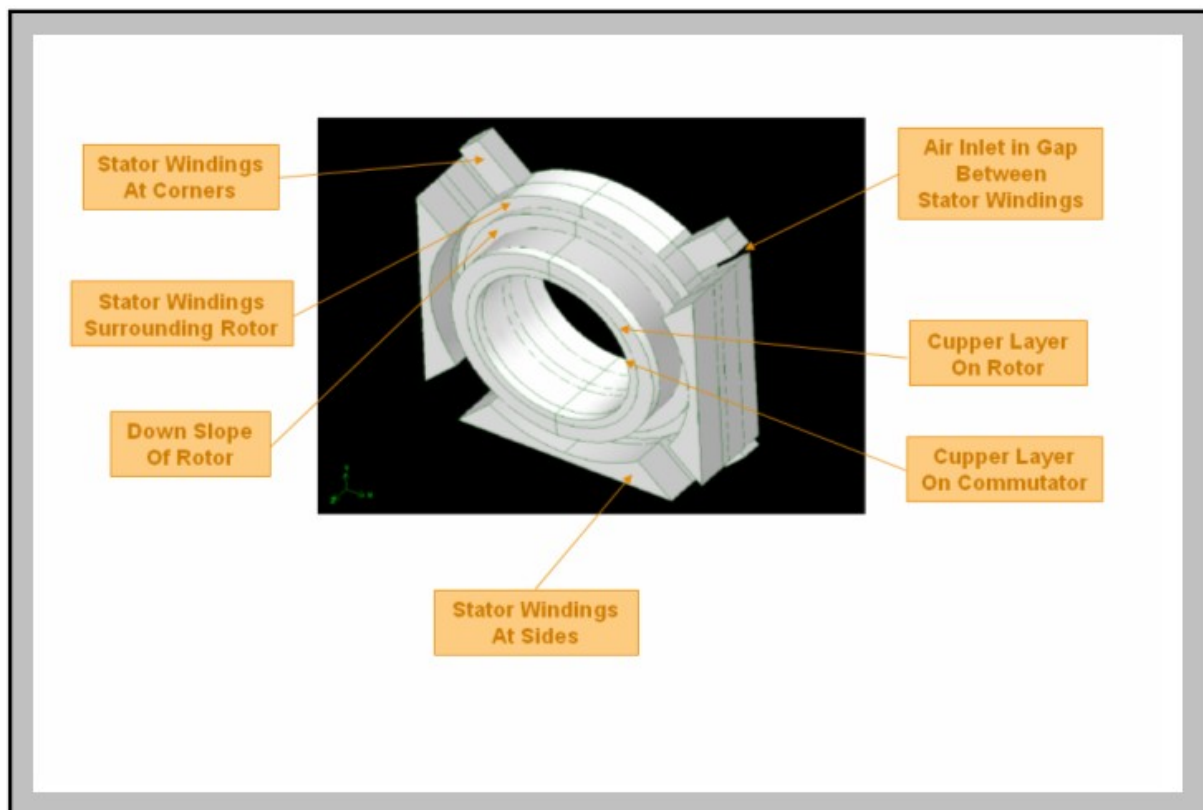 Stator Windings
At Corners
Air Inlet in Gap
Between
Stator Windings
Stator Windings
Surrounding Rotor
Cupper Layer
On Rotor
Down Slope
Of Rotor
Cupper Layer
On Commutator
Stator Windings
At Sides